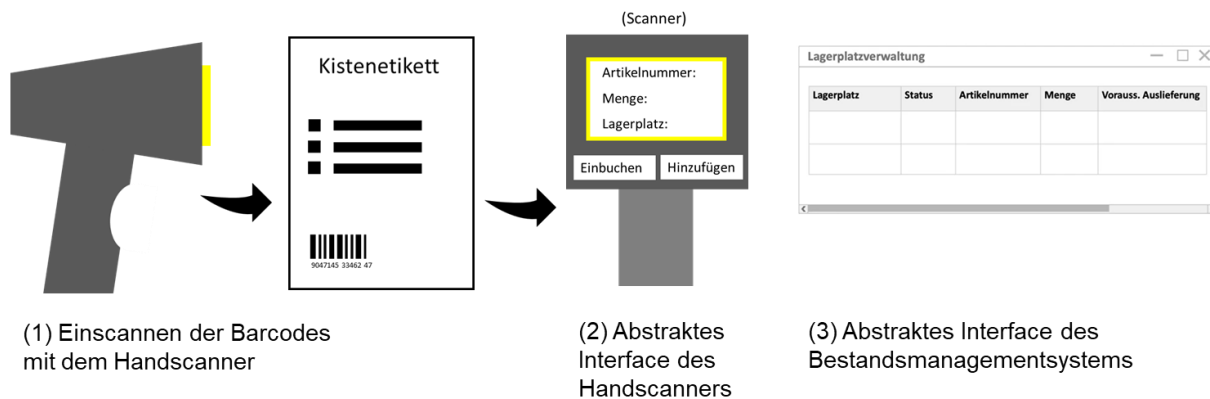 (Scanner)
Kistenetikett
Artikelnummer:
Menge:
Lagerplatz:
Einbuchen
Hinzufügen
9047145 33462 47
Lagerplatzverwaltung
Lagerplatz Status Artikelnummer Menge Vorauss. Auslieferung
(1) Einscannen der Barcodes
mit dem Handscanner
(2) Abstraktes
Interface des
Handscanners
(3) Abstraktes Interface des
Bestandsmanagementsystems